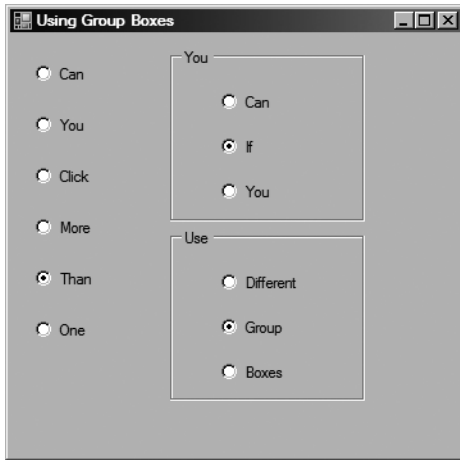 Using Group Boxes
Can
You
Click
More
Than
One
You
Can
If
You
Use
Different
Group
Boxes